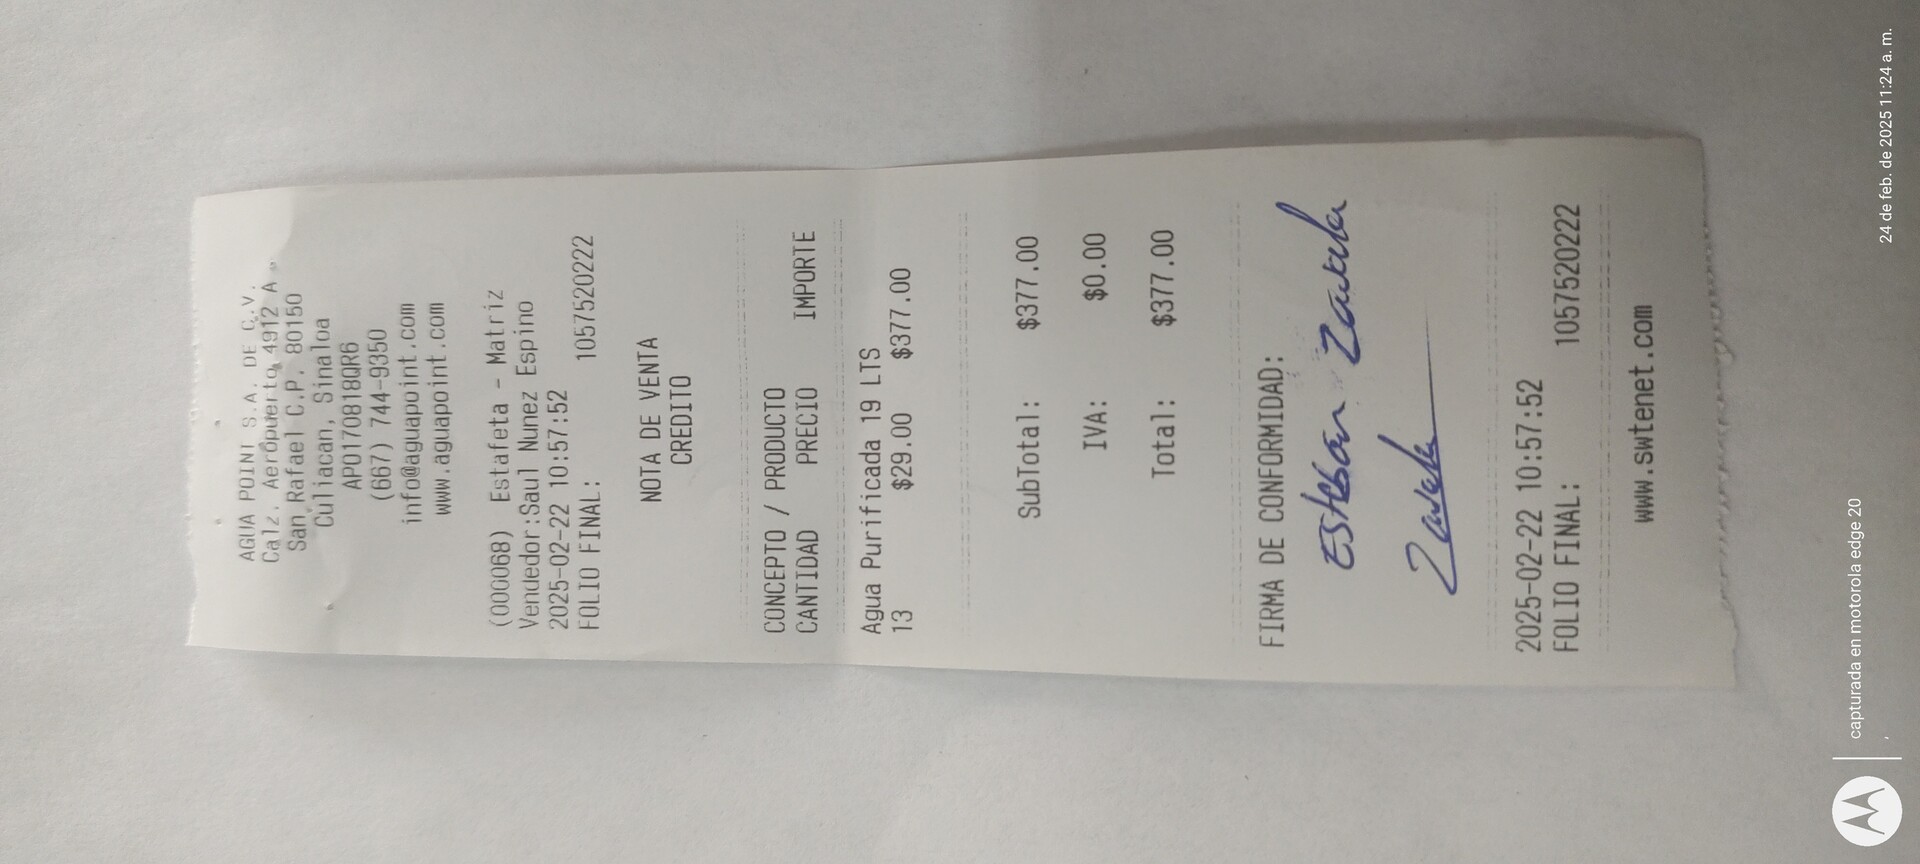 AGUA POINT S.A. DE C.V.
Calz. Aeropuerto 4912 A
San Rafael C.P. 80150
Culiacan, Sinaloa
APO170818QR6
(667) 744-9350
info@aguapoint.com
www.aguapoint.com
(000068) Estafeta - Matriz
Vendedor:Saul Nunez Espino
2025-02-22 10:57:52
FOLIO FINAL: 1057520222
NOTA DE VENTA
CREDITO
CONCEPTO / PRODUCTO
CANTIDAD PRECIO IMPORTE
Agua Purificada 19 LTS
13 $29.00 $377.00
SubTotal: $377.00
IVA: $0.00
Total: $377.00
FIRMA DE CONFORMIDAD:
Esteban Zavala
Zavala
2025-02-22 10:57:52
FOLIO FINAL: 1057520222
www.swtenet.com
capturada en motorola edge 20
24 de feb. de 2025 11:24 a. m.